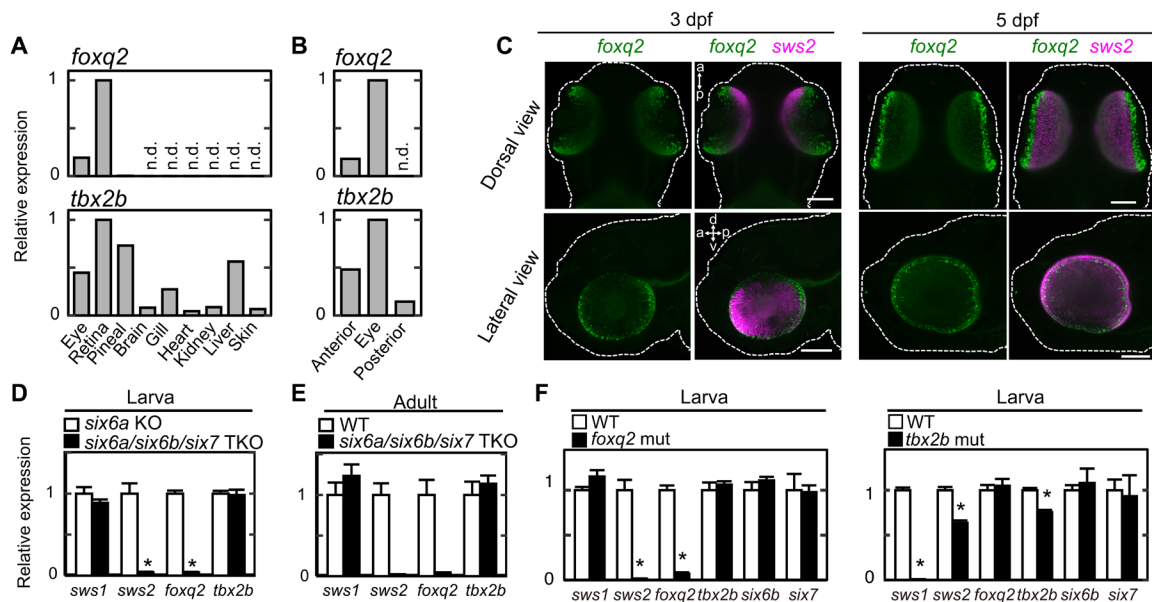 A
foxq2
Relative expression
1
0
n.d.
n.d.
n.d.
n.d.
n.d.
n.d.
tbx2b
1
0
Eye
Retina
Pineal
Brain
Gill
Heart
Kidney
Liver
Skin
B
foxq2
1
0
n.d.
tbx2b
1
0
Anterior
Eye
Posterior
C
3 dpf
5 dpf
foxq2
foxq2 sws2
foxq2
foxq2 sws2
Dorsal view
a
p
Lateral view
d
a p
v
D
Larva
six6a KO
six6a/six6b/six7 TKO
Relative expression
1
0
* *
sws1 sws2 foxq2 tbx2b
E
Adult
WT
six6a/six6b/six7 TKO
1
0
sws1 sws2 foxq2 tbx2b
F
Larva
WT
foxq2 mut
1
0
* *
sws1 sws2 foxq2 tbx2b six6b six7
Larva
WT
tbx2b mut
1
0
* * *
sws1 sws2 foxq2 tbx2b six6b six7